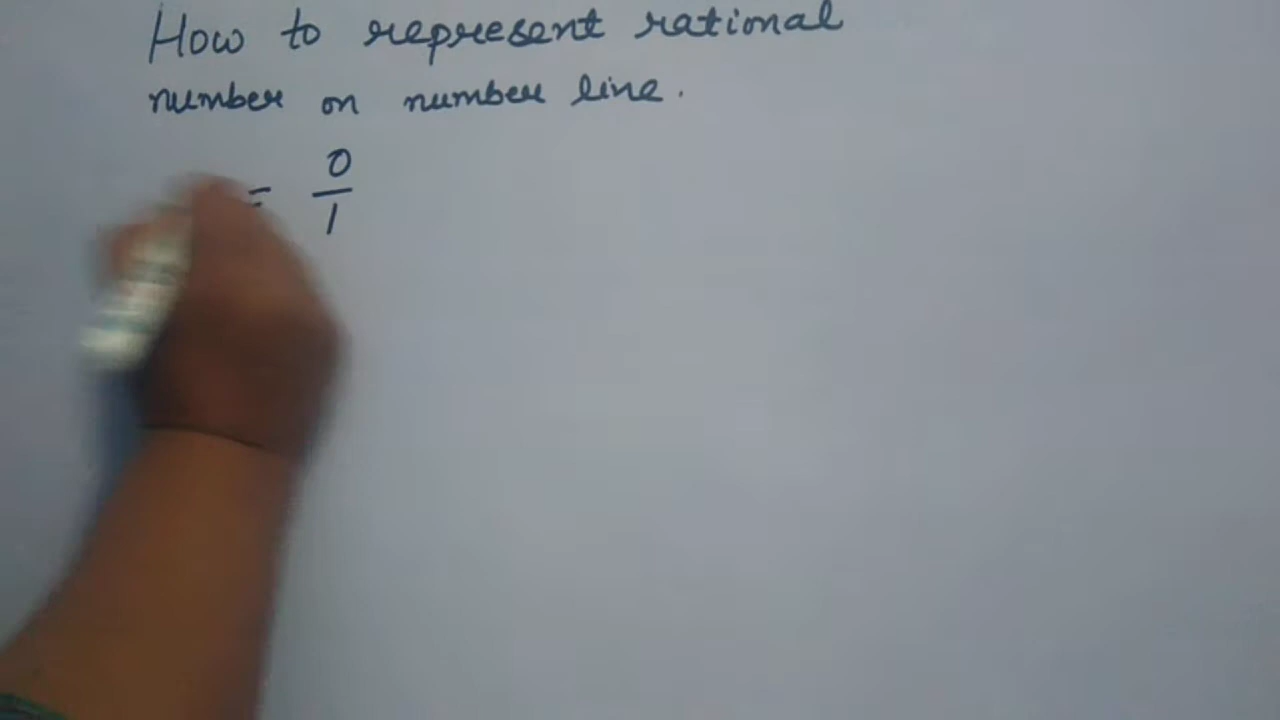 How to represent rational
number on number line.
= 0/1